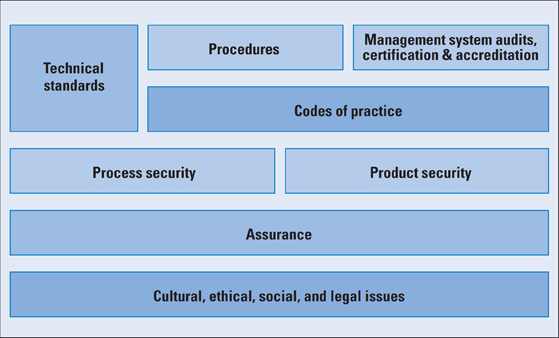 Technical
standards
Procedures
Management system audits,
certification & accreditation
Codes of practice
Process security
Product security
Assurance
Cultural, ethical, social, and legal issues